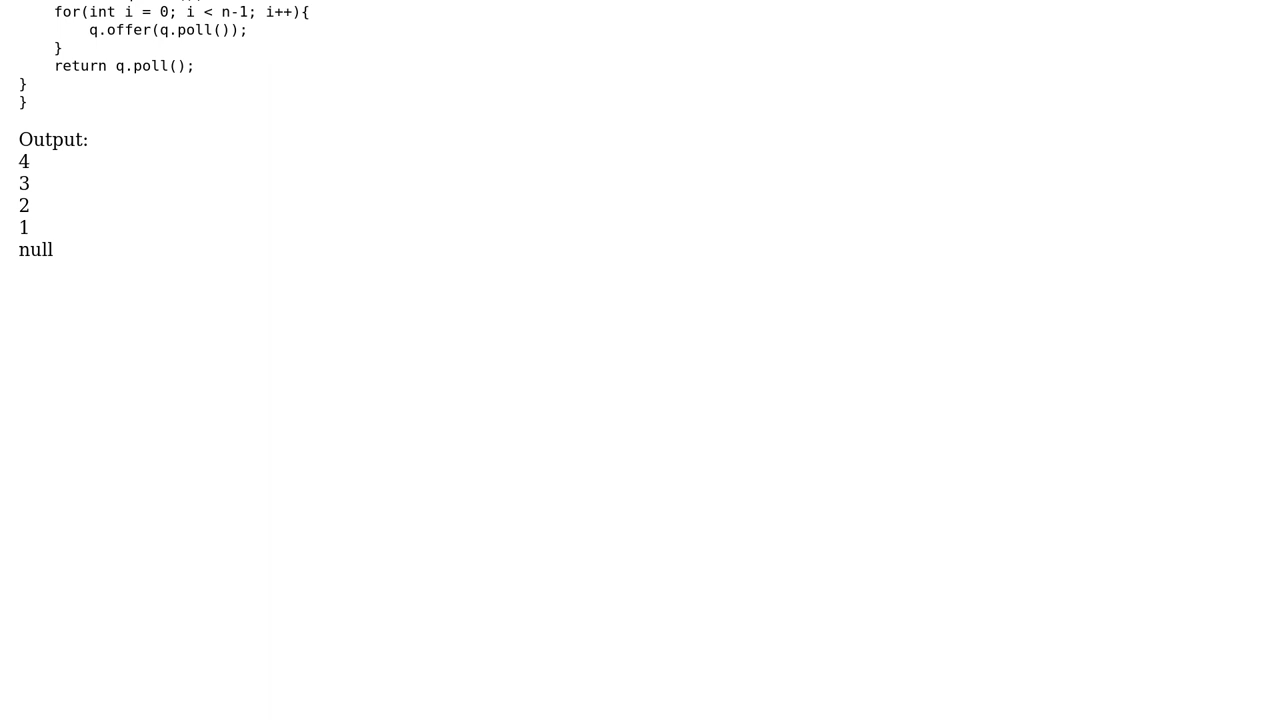 for(int i = 0; i < n-1; i++){
q.offer(q.poll());
}
return q.poll();
}
}
Output:
4
3
2
1
null